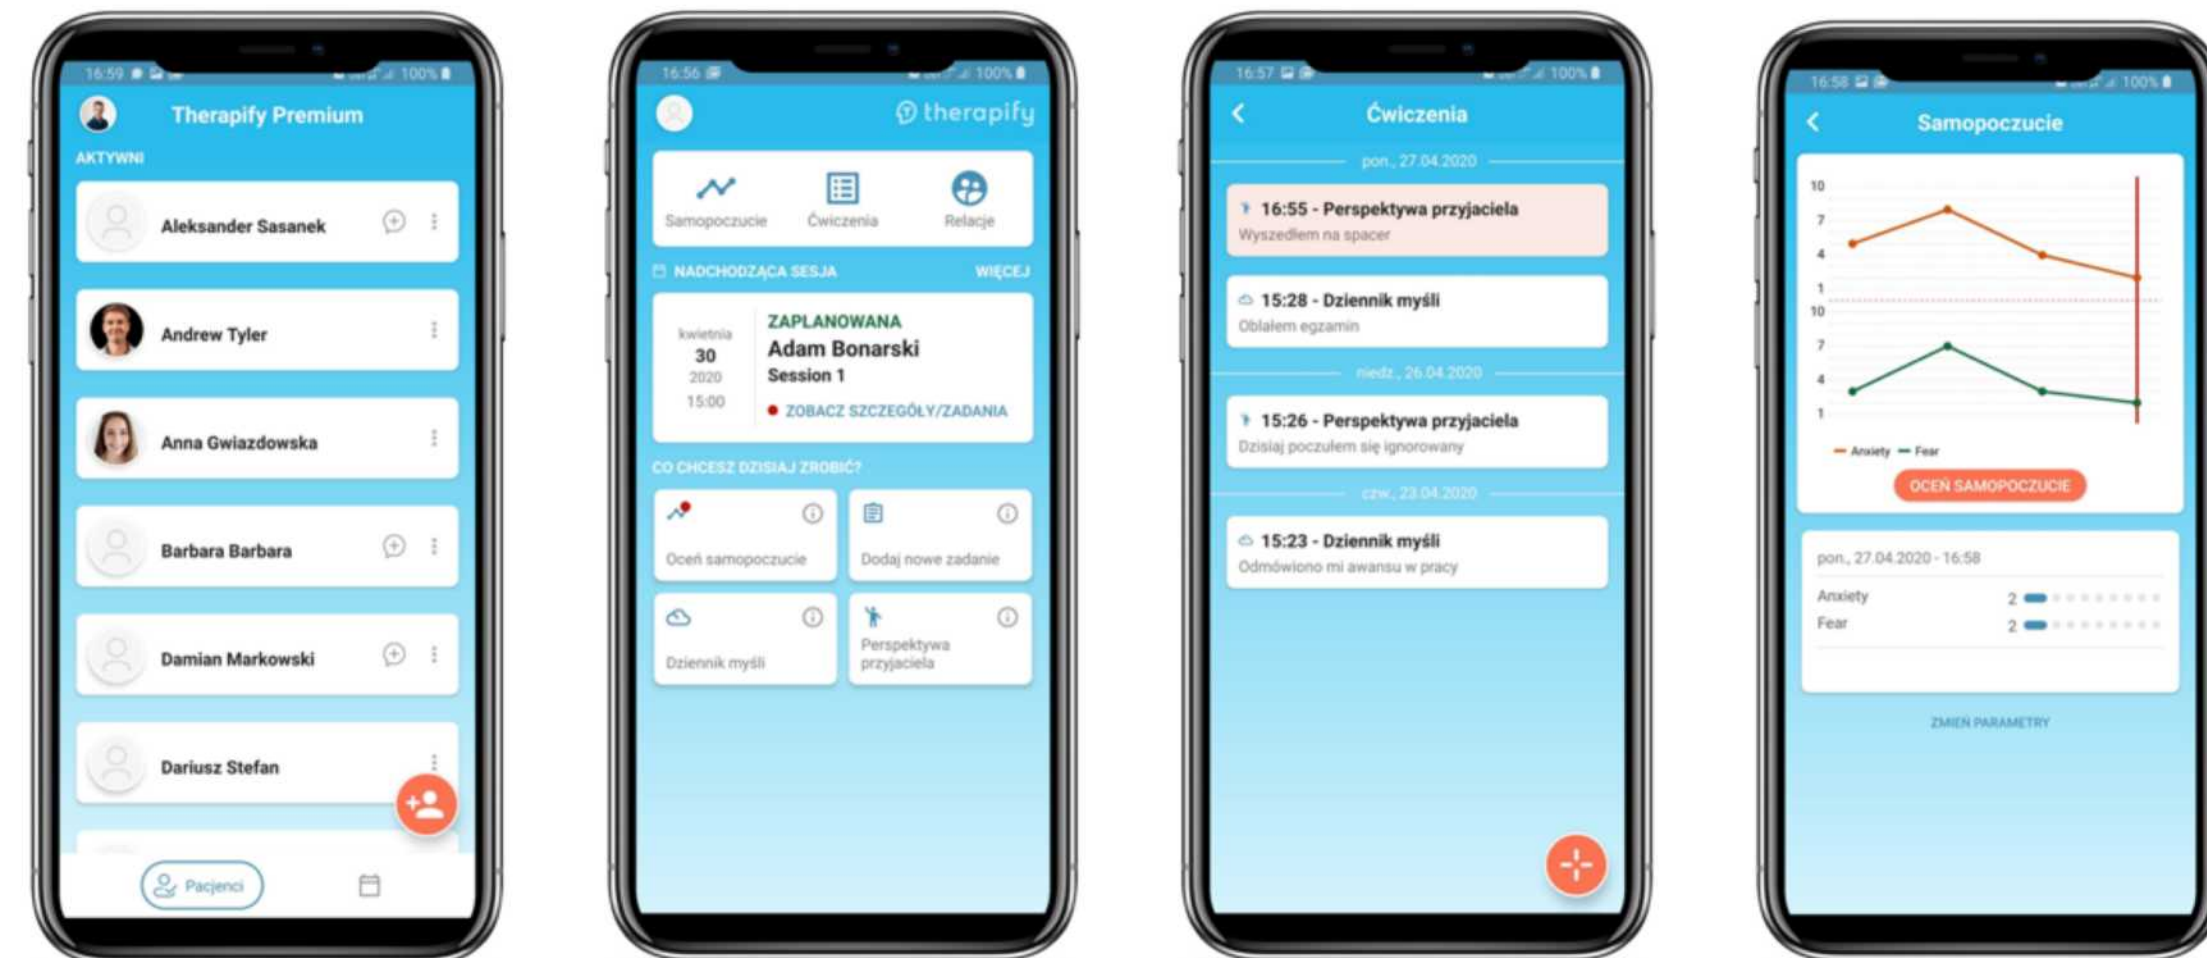 16:59
100%
Therapify Premium
AKTYWNI
Aleksander Sasanek
Andrew Tyler
Anna Gwiazdowska
Barbara Barbara
Damian Markowski
Dariusz Stefan
Pacjenci
16:56
100%
therapify
Samopoczucie
Ćwiczenia
Relacje
NADCHODZĄCA SESJA
WIĘCEJ
kwietnia
30
2020
15:00
ZAPLANOWANA
Adam Bonarski
Session 1
ZOBACZ SZCZEGÓŁY/ZADANIA
CO CHCESZ DZISIAJ ZROBIĆ?
Oceń samopoczucie
Dodaj nowe zadanie
Dziennik myśli
Perspektywa
przyjaciela
16:57
100%
Ćwiczenia
pon., 27.04.2020
16:55 - Perspektywa przyjaciela
Wyszedłem na spacer
15:28 - Dziennik myśli
Oblałem egzamin
niedz., 26.04.2020
15:26 - Perspektywa przyjaciela
Dzisiaj poczułem się ignorowany
czw., 23.04.2020
15:23 - Dziennik myśli
Odmówiono mi awansu w pracy
16:58
100%
Samopoczucie
10
7
4
1
10
7
4
1
Anxiety Fear
OCEŃ SAMOPOCZUCIE
pon., 27.04.2020 - 16:58
Anxiety 2
Fear 2
ZMIEŃ PARAMETRY